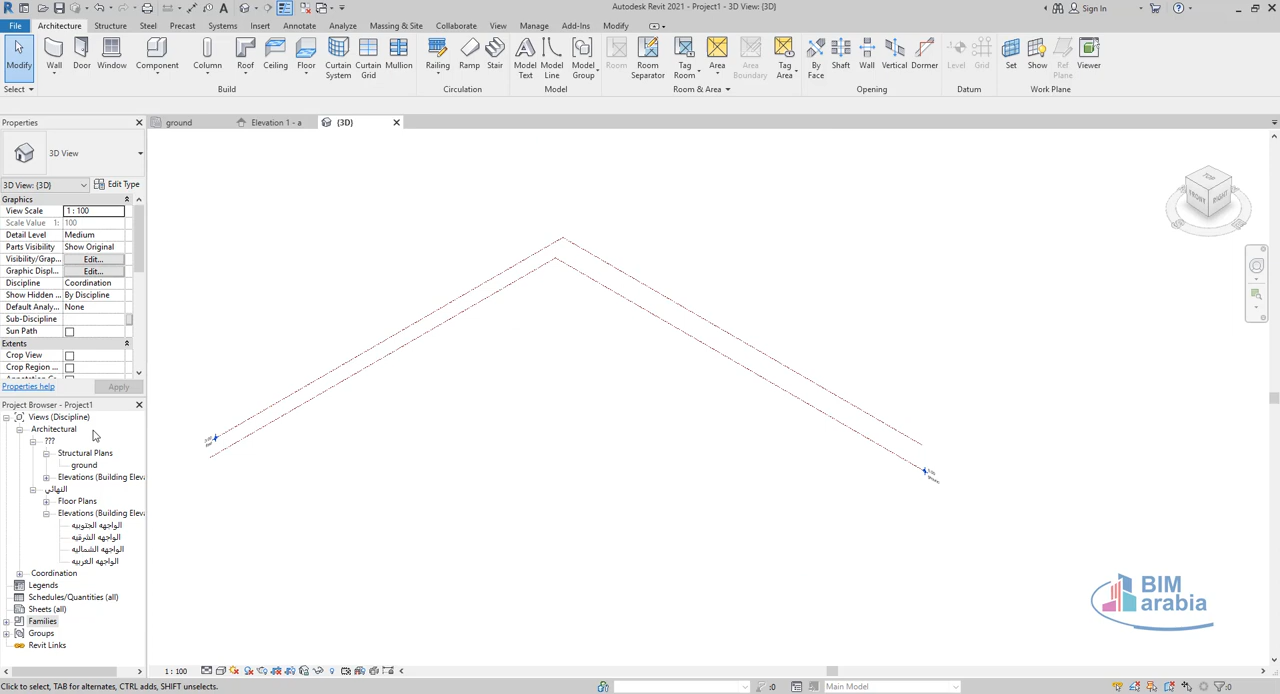 Autodesk Revit 2021 - Project1 - 3D View: {3D}
Sign In
File Architecture Structure Steel Precast Systems Insert Annotate Analyze Massing & Site Collaborate View Manage Add-Ins Modify
Modify Wall Door Window Component Column Roof Ceiling Floor Curtain System Curtain Grid Mullion Railing Ramp Stair Model Text Model Line Model Group Room Room Separator Tag Room Area Area Boundary Tag Area By Face Shaft Wall Vertical Dormer Level Grid Set Show Ref Plane Viewer
Select Build Circulation Model Room & Area Opening Datum Work Plane
Properties
ground
Elevation 1 - a
{3D}
3D View
3D View: {3D}
Edit Type
Graphics
View Scale 1 : 100
Scale Value 1: 100
Detail Level Medium
Parts Visibility Show Original
Visibility/Grap... Edit...
Graphic Displ... Edit...
Discipline Coordination
Show Hidden ... By Discipline
Default Analy... None
Sub-Discipline
Sun Path
Extents
Crop View
Crop Region ...
Properties help
Apply
Project Browser - Project1
Views (Discipline)
Architectural
???
Structural Plans
ground
Elevations (Building Eleva
النهائي
Floor Plans
Elevations (Building Eleva
الواجهه الجنوبيه
الواجهه الشرقيه
الواجهه الشماليه
الواجهه الغربيه
Coordination
Legends
Schedules/Quantities (all)
Sheets (all)
Families
Groups
Revit Links
TOP
FRONT
RIGHT
BIM
arabia
1 : 100
Click to select, TAB for alternates, CTRL adds, SHIFT unselects.
:0
Main Model
:0